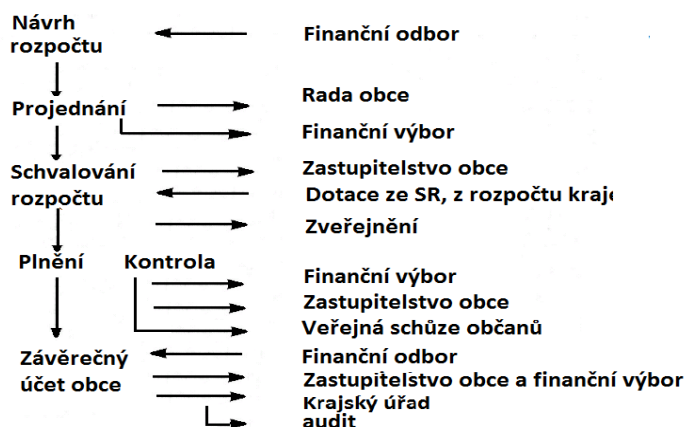 Návrh
rozpočtu
Finanční odbor
Projednání
Rada obce
Finanční výbor
Schvalování
rozpočtu
Zastupitelstvo obce
Dotace ze SR, z rozpočtu kraje
Zveřejnění
Plnění
Kontrola
Finanční výbor
Zastupitelstvo obce
Veřejná schůze občanů
Závěrečný
účet obce
Finanční odbor
Zastupitelstvo obce a finanční výbor
Krajský úřad
audit